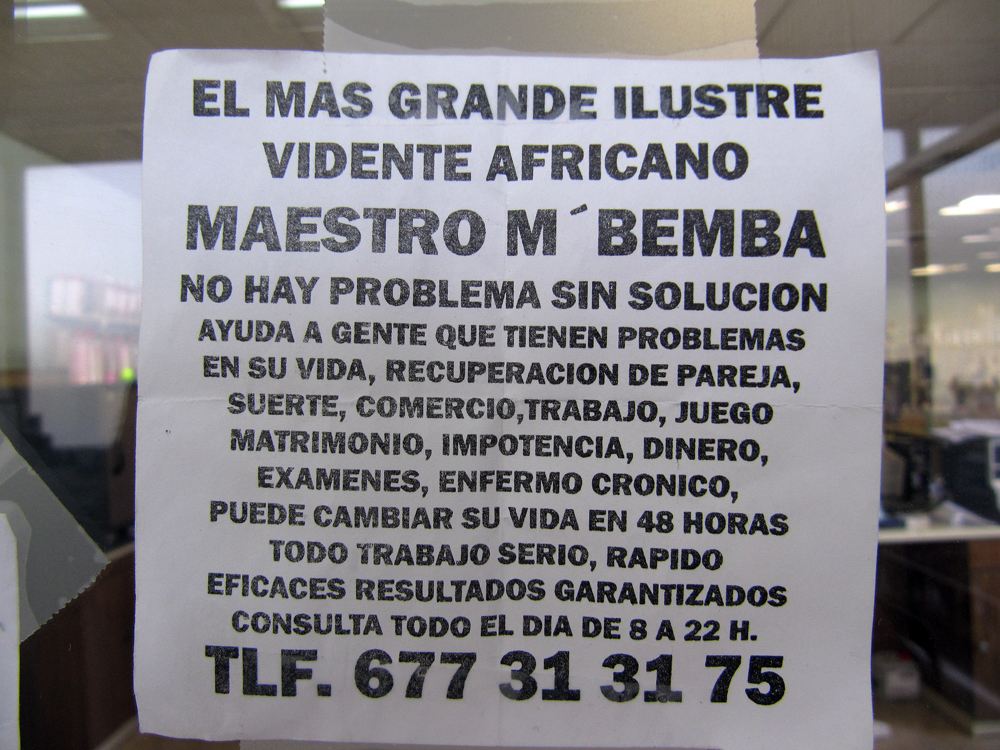 EL MAS GRANDE ILUSTRE
VIDENTE AFRICANO
MAESTRO M´BEMBA
NO HAY PROBLEMA SIN SOLUCION
AYUDA A GENTE QUE TIENEN PROBLEMAS
EN SU VIDA, RECUPERACION DE PAREJA,
SUERTE, COMERCIO,TRABAJO, JUEGO
MATRIMONIO, IMPOTENCIA, DINERO,
EXAMENES, ENFERMO CRONICO,
PUEDE CAMBIAR SU VIDA EN 48 HORAS
TODO TRABAJO SERIO, RAPIDO
EFICACES RESULTADOS GARANTIZADOS
CONSULTA TODO EL DIA DE 8 A 22 H.
TLF. 677 31 31 75